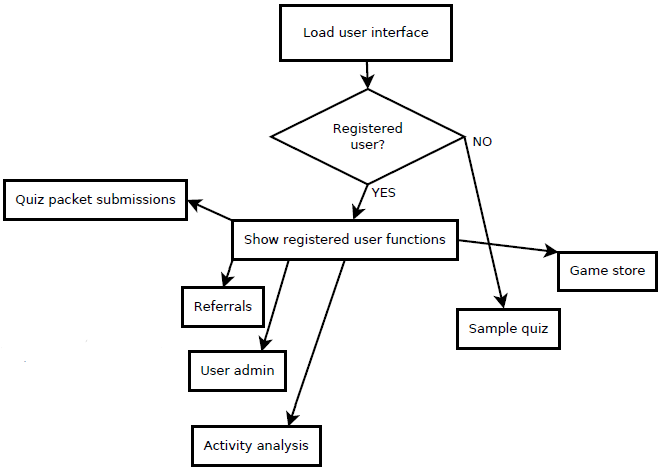 Load user interface
Registered
user?
NO
YES
Quiz packet submissions
Show registered user functions
Game store
Referrals
Sample quiz
User admin
Activity analysis